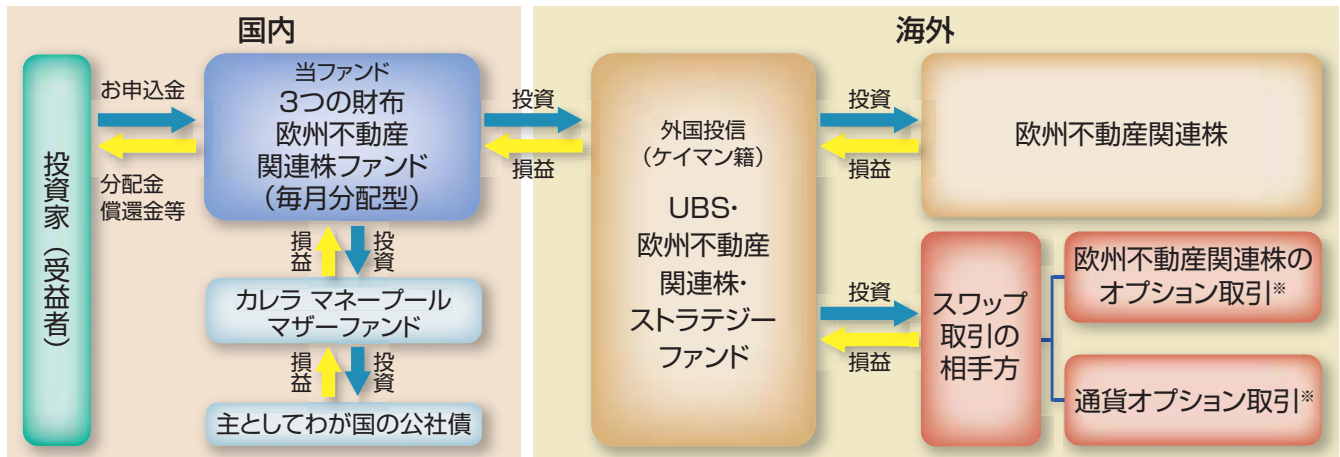 国内
投資家（受益者）
お申込金
分配金
償還金等
当ファンド
3つの財布
欧州不動産
関連株ファンド
（毎月分配型）
損益
投資
カレラ マネープール
マザーファンド
損益
投資
主としてわが国の公社債
投資
損益
海外
外国投信
（ケイマン籍）
UBS・
欧州不動産
関連株・
ストラテジー
ファンド
投資
損益
欧州不動産関連株
投資
損益
スワップ
取引の
相手方
欧州不動産関連株の
オプション取引※
通貨オプション取引※